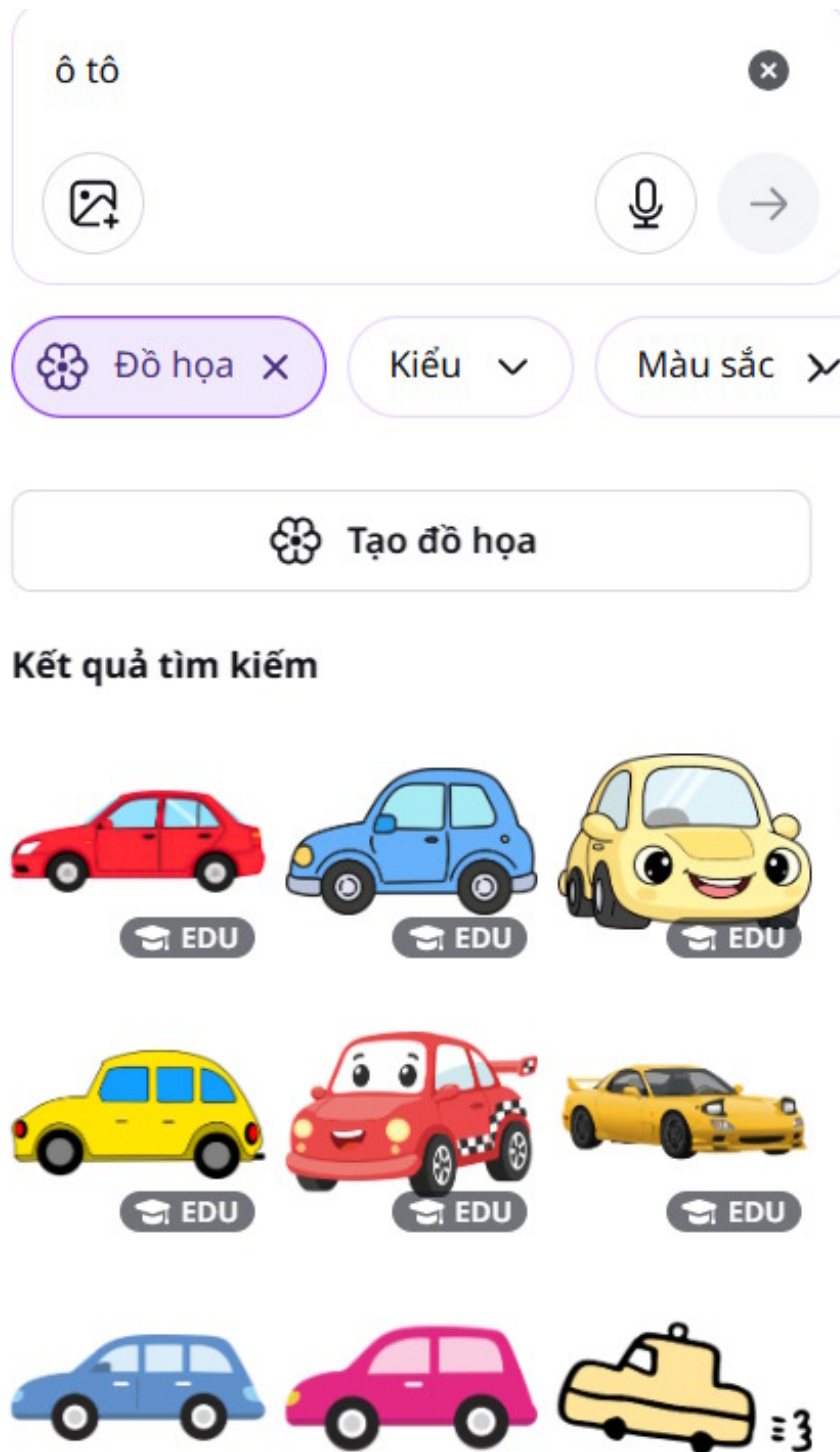 ô tô
Đồ họa
Kiểu
Màu sắc
Tạo đồ họa
Kết quả tìm kiếm
EDU
EDU
EDU
EDU
EDU
EDU